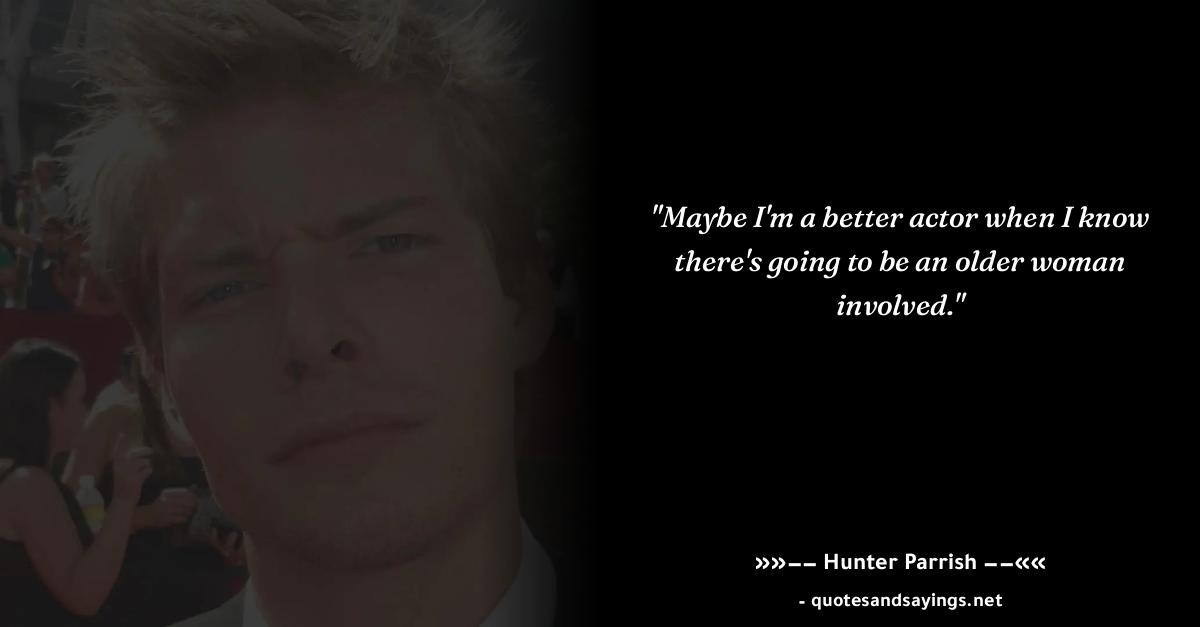 "Maybe I'm a better actor when I know
there's going to be an older woman
involved."
»»–– Hunter Parrish ––««
- quotesandsayings.net